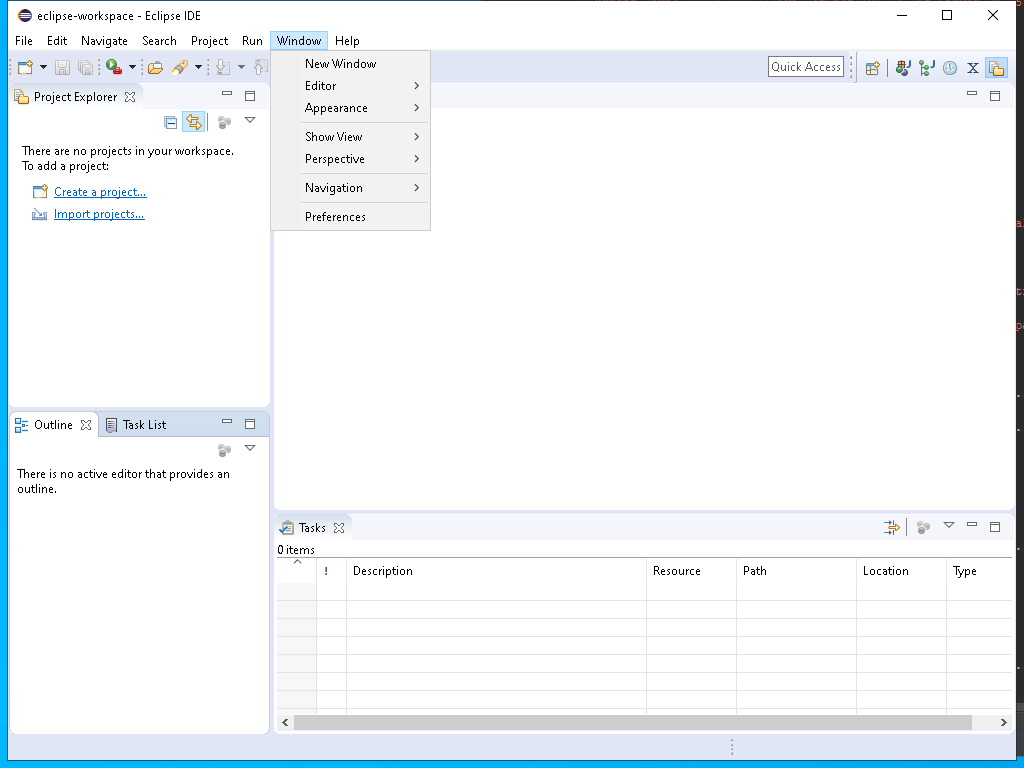 eclipse-workspace - Eclipse IDE
File Edit Navigate Search Project Run Window Help
Quick Access
New Window
Editor
Appearance
Show View
Perspective
Navigation
Preferences
Project Explorer
There are no projects in your workspace.
To add a project:
Create a project...
Import projects...
Outline Task List
There is no active editor that provides an
outline.
Tasks
0 items
! Description Resource Path Location Type